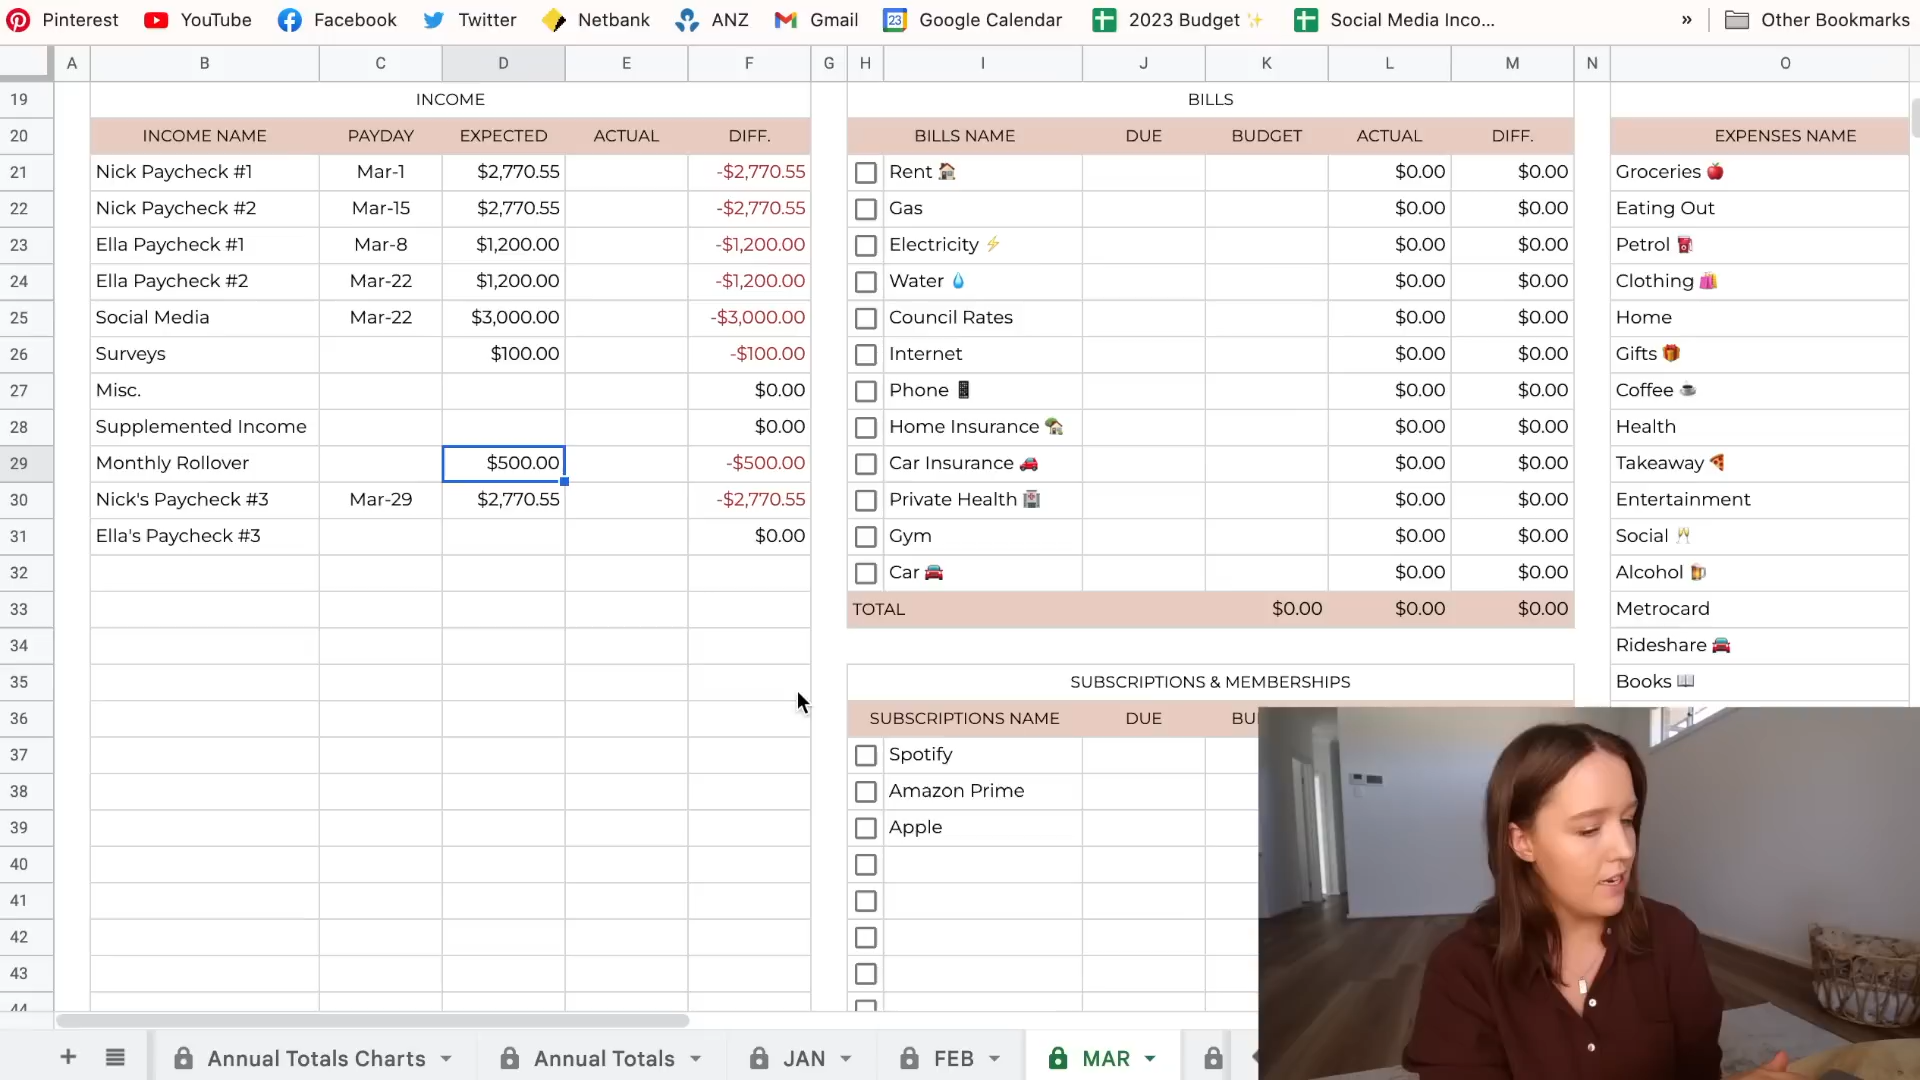 Pinterest YouTube Facebook Twitter Netbank ANZ Gmail 23 Google Calendar 2023 Budget ✨ Social Media Inco... » Other Bookmarks
A B C D E F G H I J K L M N O
19 INCOME BILLS
20 INCOME NAME PAYDAY EXPECTED ACTUAL DIFF. BILLS NAME DUE BUDGET ACTUAL DIFF. EXPENSES NAME
21 Nick Paycheck #1 Mar-1 $2,770.55 -$2,770.55 Rent 🏠 $0.00 $0.00 Groceries 🍎
22 Nick Paycheck #2 Mar-15 $2,770.55 -$2,770.55 Gas $0.00 $0.00 Eating Out
23 Ella Paycheck #1 Mar-8 $1,200.00 -$1,200.00 Electricity ⚡ $0.00 $0.00 Petrol ⛽
24 Ella Paycheck #2 Mar-22 $1,200.00 -$1,200.00 Water 💧 $0.00 $0.00 Clothing 🛍️
25 Social Media Mar-22 $3,000.00 -$3,000.00 Council Rates $0.00 $0.00 Home
26 Surveys $100.00 -$100.00 Internet $0.00 $0.00 Gifts 🎁
27 Misc. $0.00 Phone 📱 $0.00 $0.00 Coffee ☕
28 Supplemented Income $0.00 Home Insurance 🏡 $0.00 $0.00 Health
29 Monthly Rollover $500.00 -$500.00 Car Insurance 🚗 $0.00 $0.00 Takeaway 🍕
30 Nick's Paycheck #3 Mar-29 $2,770.55 -$2,770.55 Private Health 🏥 $0.00 $0.00 Entertainment
31 Ella's Paycheck #3 $0.00 Gym $0.00 $0.00 Social 🥂
32 Car 🚘 $0.00 $0.00 Alcohol 🍺
33 TOTAL $0.00 $0.00 $0.00 Metrocard
34 Rideshare 🚘
35 SUBSCRIPTIONS & MEMBERSHIPS Books 📖
36 SUBSCRIPTIONS NAME DUE BU
37 Spotify
38 Amazon Prime
39 Apple
40
41
42
43
44
+ Annual Totals Charts Annual Totals JAN FEB MAR